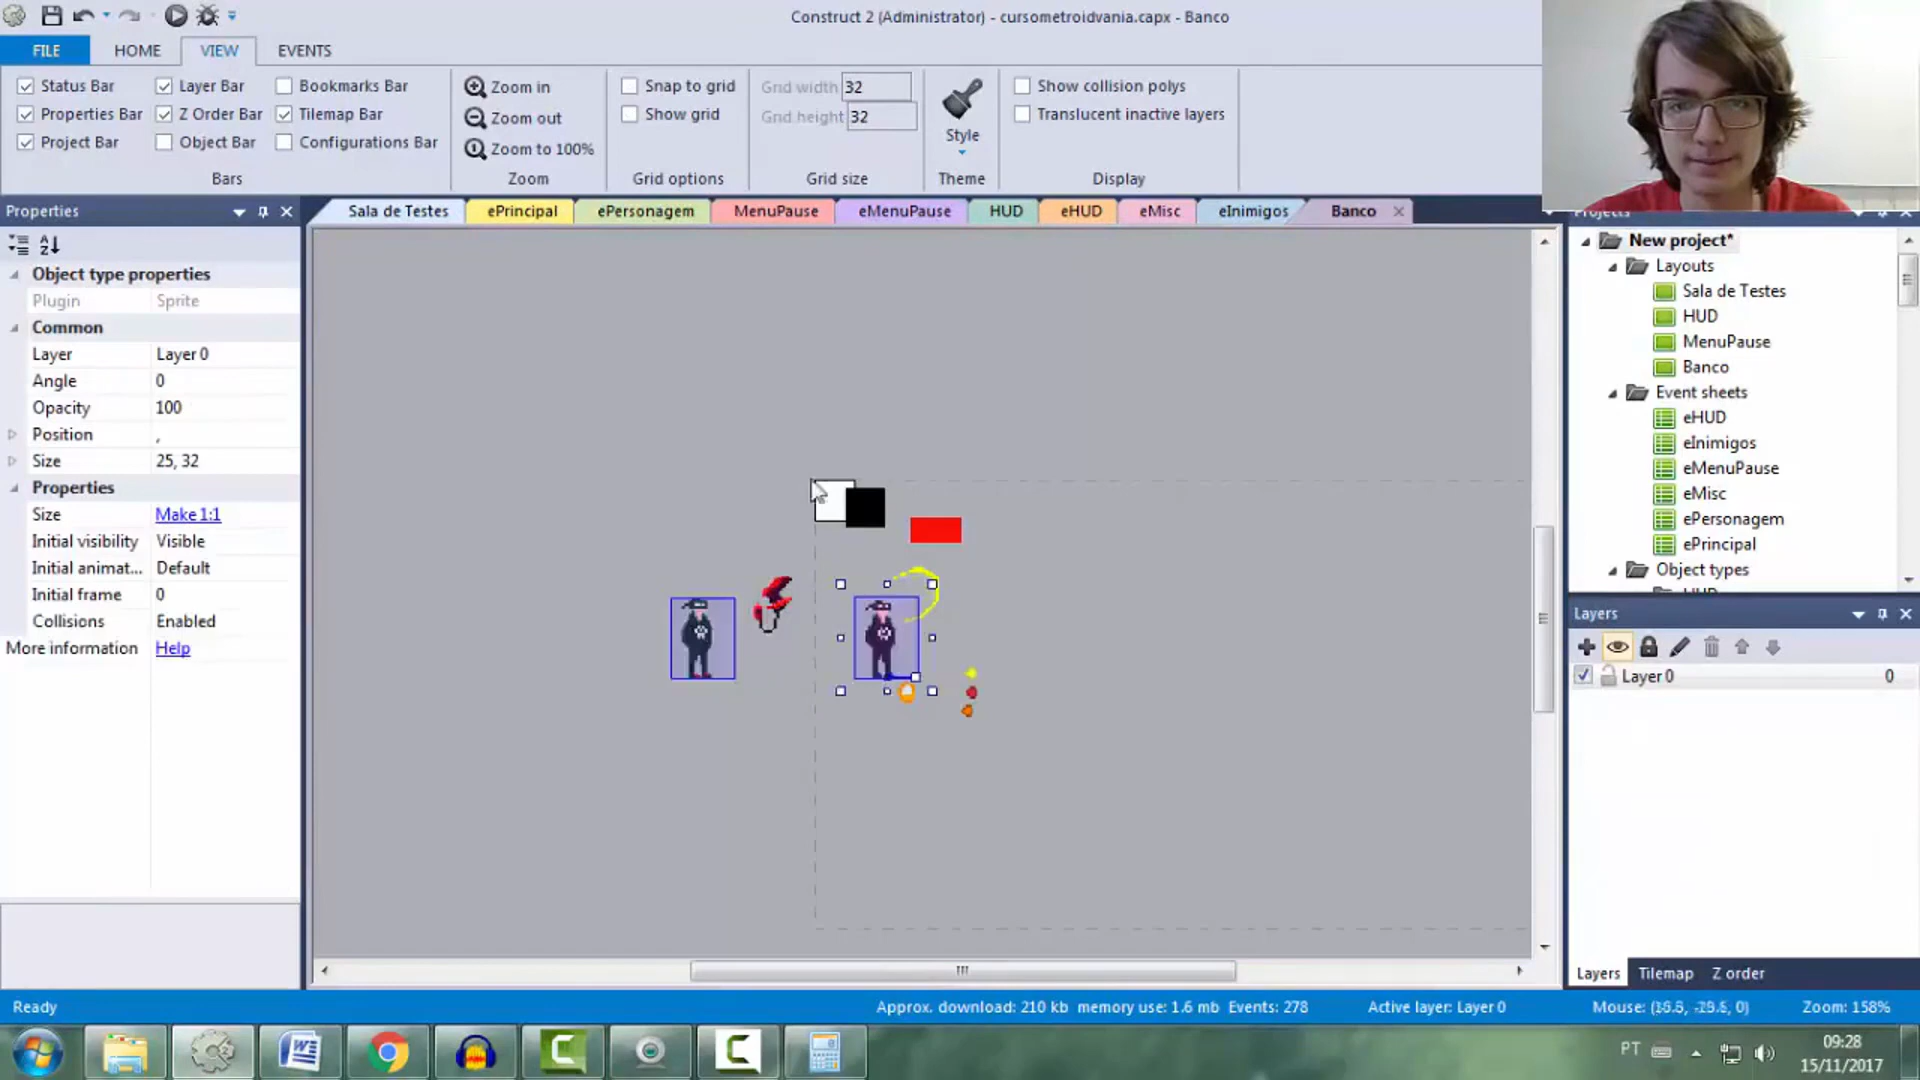 Construct 2 (Administrator) - cursometroidvania.capx - Banco
FILE HOME VIEW EVENTS
Status Bar Layer Bar Bookmarks Bar
Properties Bar Z Order Bar Tilemap Bar
Project Bar Object Bar Configurations Bar
Bars
Zoom in
Zoom out
Zoom to 100%
Zoom
Snap to grid
Show grid
Grid options
Grid width 32
Grid height 32
Grid size
Style
Theme
Show collision polys
Translucent inactive layers
Display
Properties
Sala de Testes ePrincipal ePersonagem MenuPause eMenuPause HUD eHUD eMisc eInimigos Banco
Object type properties
Plugin Sprite
Common
Layer Layer 0
Angle 0
Opacity 100
Position ,
Size 25, 32
Properties
Size Make 1:1
Initial visibility Visible
Initial animat... Default
Initial frame 0
Collisions Enabled
More information Help
Projects
New project*
Layouts
Sala de Testes
HUD
MenuPause
Banco
Event sheets
eHUD
eInimigos
eMenuPause
eMisc
ePersonagem
ePrincipal
Object types
Layers
Layer 0 0
Layers Tilemap Z order
Ready
Approx. download: 210 kb memory use: 1.6 mb Events: 278 Active layer: Layer 0 Zoom: 158%
PT
09:28
15/11/2017